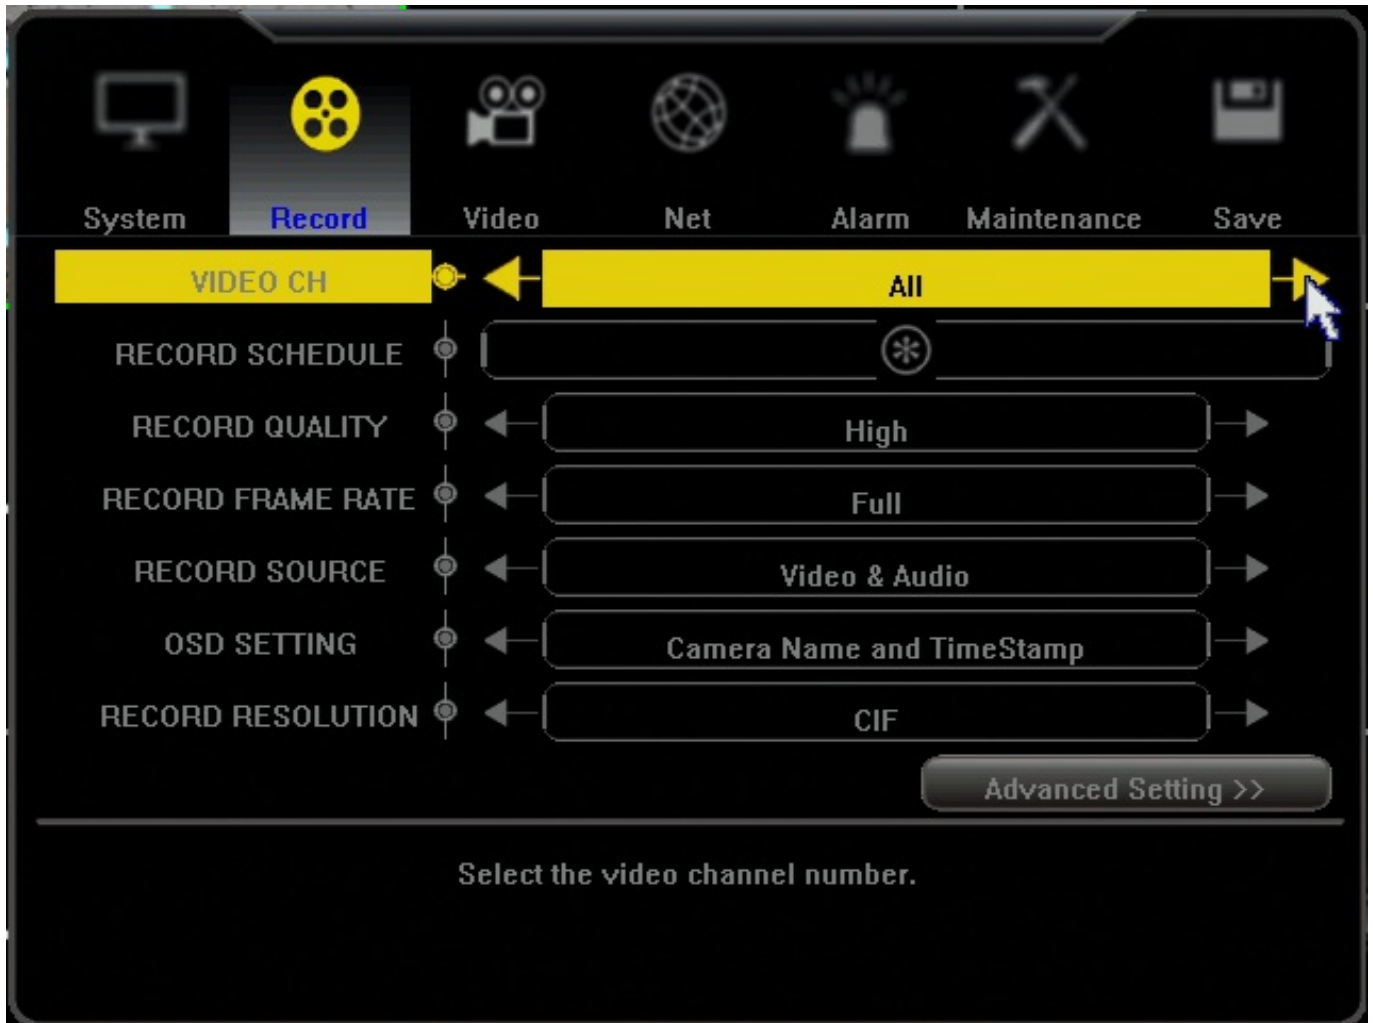 System Record Video Net Alarm Maintenance Save
VIDEO CH All
RECORD SCHEDULE
RECORD QUALITY High
RECORD FRAME RATE Full
RECORD SOURCE Video & Audio
OSD SETTING Camera Name and TimeStamp
RECORD RESOLUTION CIF
Advanced Setting >>
Select the video channel number.